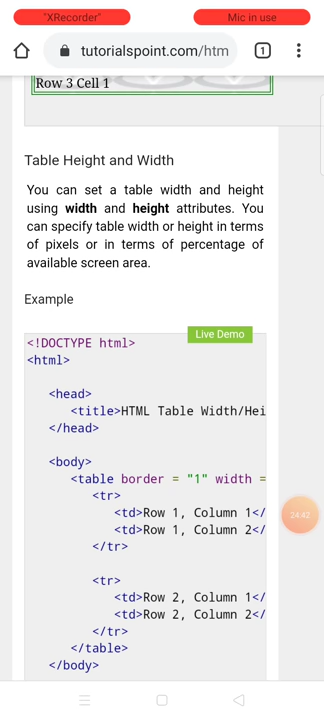 "XRecorder"
Mic in use
tutorialspoint.com/htm
1
Row 3 Cell 1
Table Height and Width
You can set a table width and height
using width and height attributes. You
can specify table width or height in terms
of pixels or in terms of percentage of
available screen area.
Example
Live Demo
<!DOCTYPE html>
<html>
<head>
<title>HTML Table Width/Hei
</head>
<body>
<table border = "1" width =
<tr>
<td>Row 1, Column 1</
<td>Row 1, Column 2</
</tr>
24:42
<tr>
<td>Row 2, Column 1</
<td>Row 2, Column 2</
</tr>
</table>
</body>